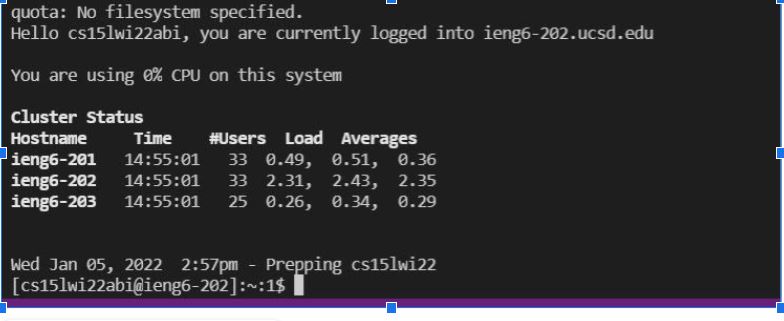 quota: No filesystem specified.
Hello cs15lwi22abi, you are currently logged into ieng6-202.ucsd.edu
You are using 0% CPU on this system
Cluster Status
Hostname Time #Users Load Averages
ieng6-201 14:55:01 33 0.49, 0.51, 0.36
ieng6-202 14:55:01 33 2.31, 2.43, 2.35
ieng6-203 14:55:01 25 0.26, 0.34, 0.29
Wed Jan 05, 2022 2:57pm - Prepping cs15lwi22
[cs15lwi22abi@ieng6-202]:~:1$